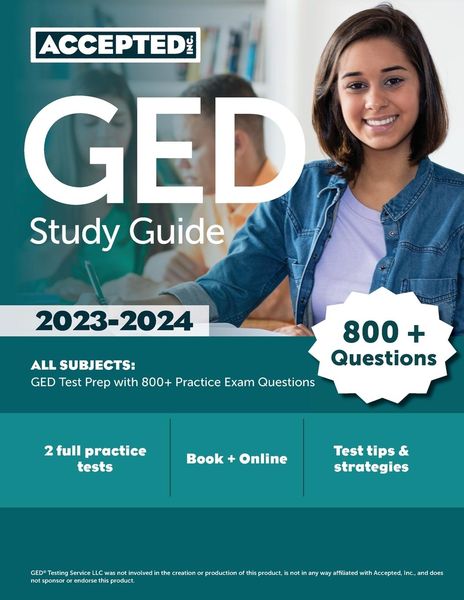 ACCEPTED INC.
GED
Study Guide
2023-2024
800 +
Questions
ALL SUBJECTS:
GED Test Prep with 800+ Practice Exam Questions
2 full practice
tests
Book + Online
Test tips &
strategies
GED® Testing Service LLC was not involved in the creation or production of this product, is not in any way affiliated with Accepted, Inc., and does
not sponsor or endorse this product.